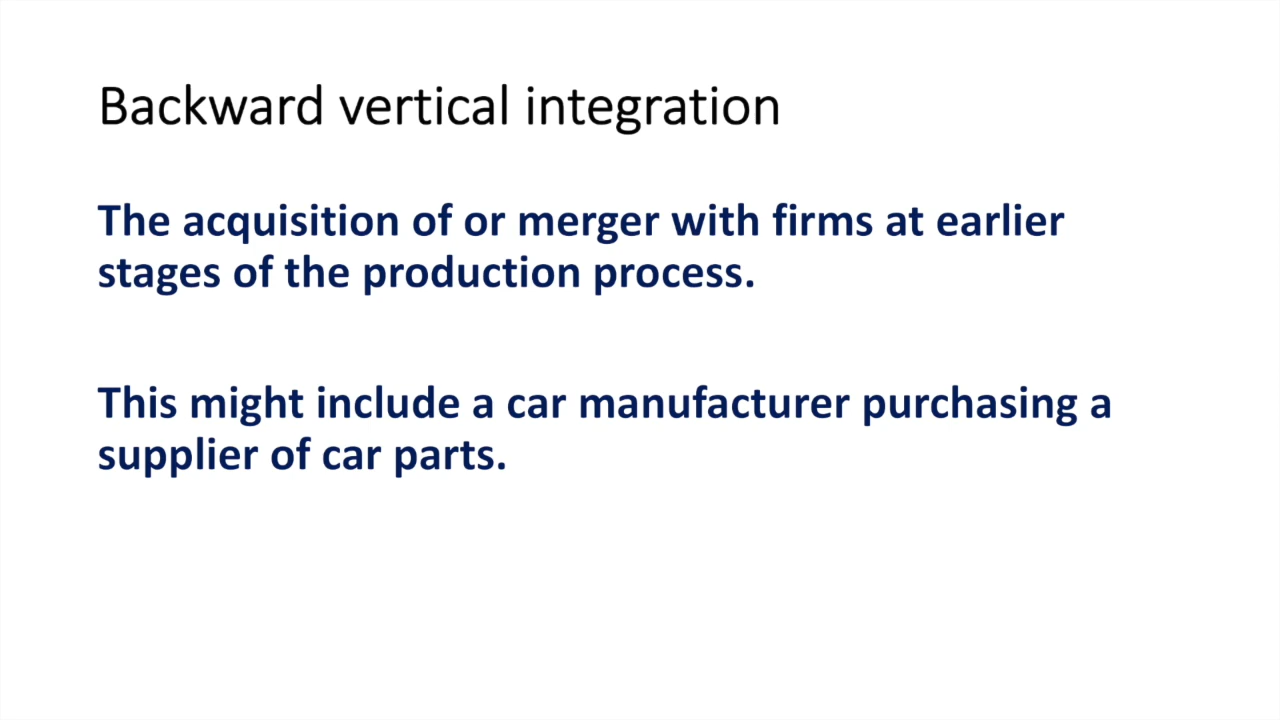 Backward vertical integration
The acquisition of or merger with firms at earlier
stages of the production process.
This might include a car manufacturer purchasing a
supplier of car parts.